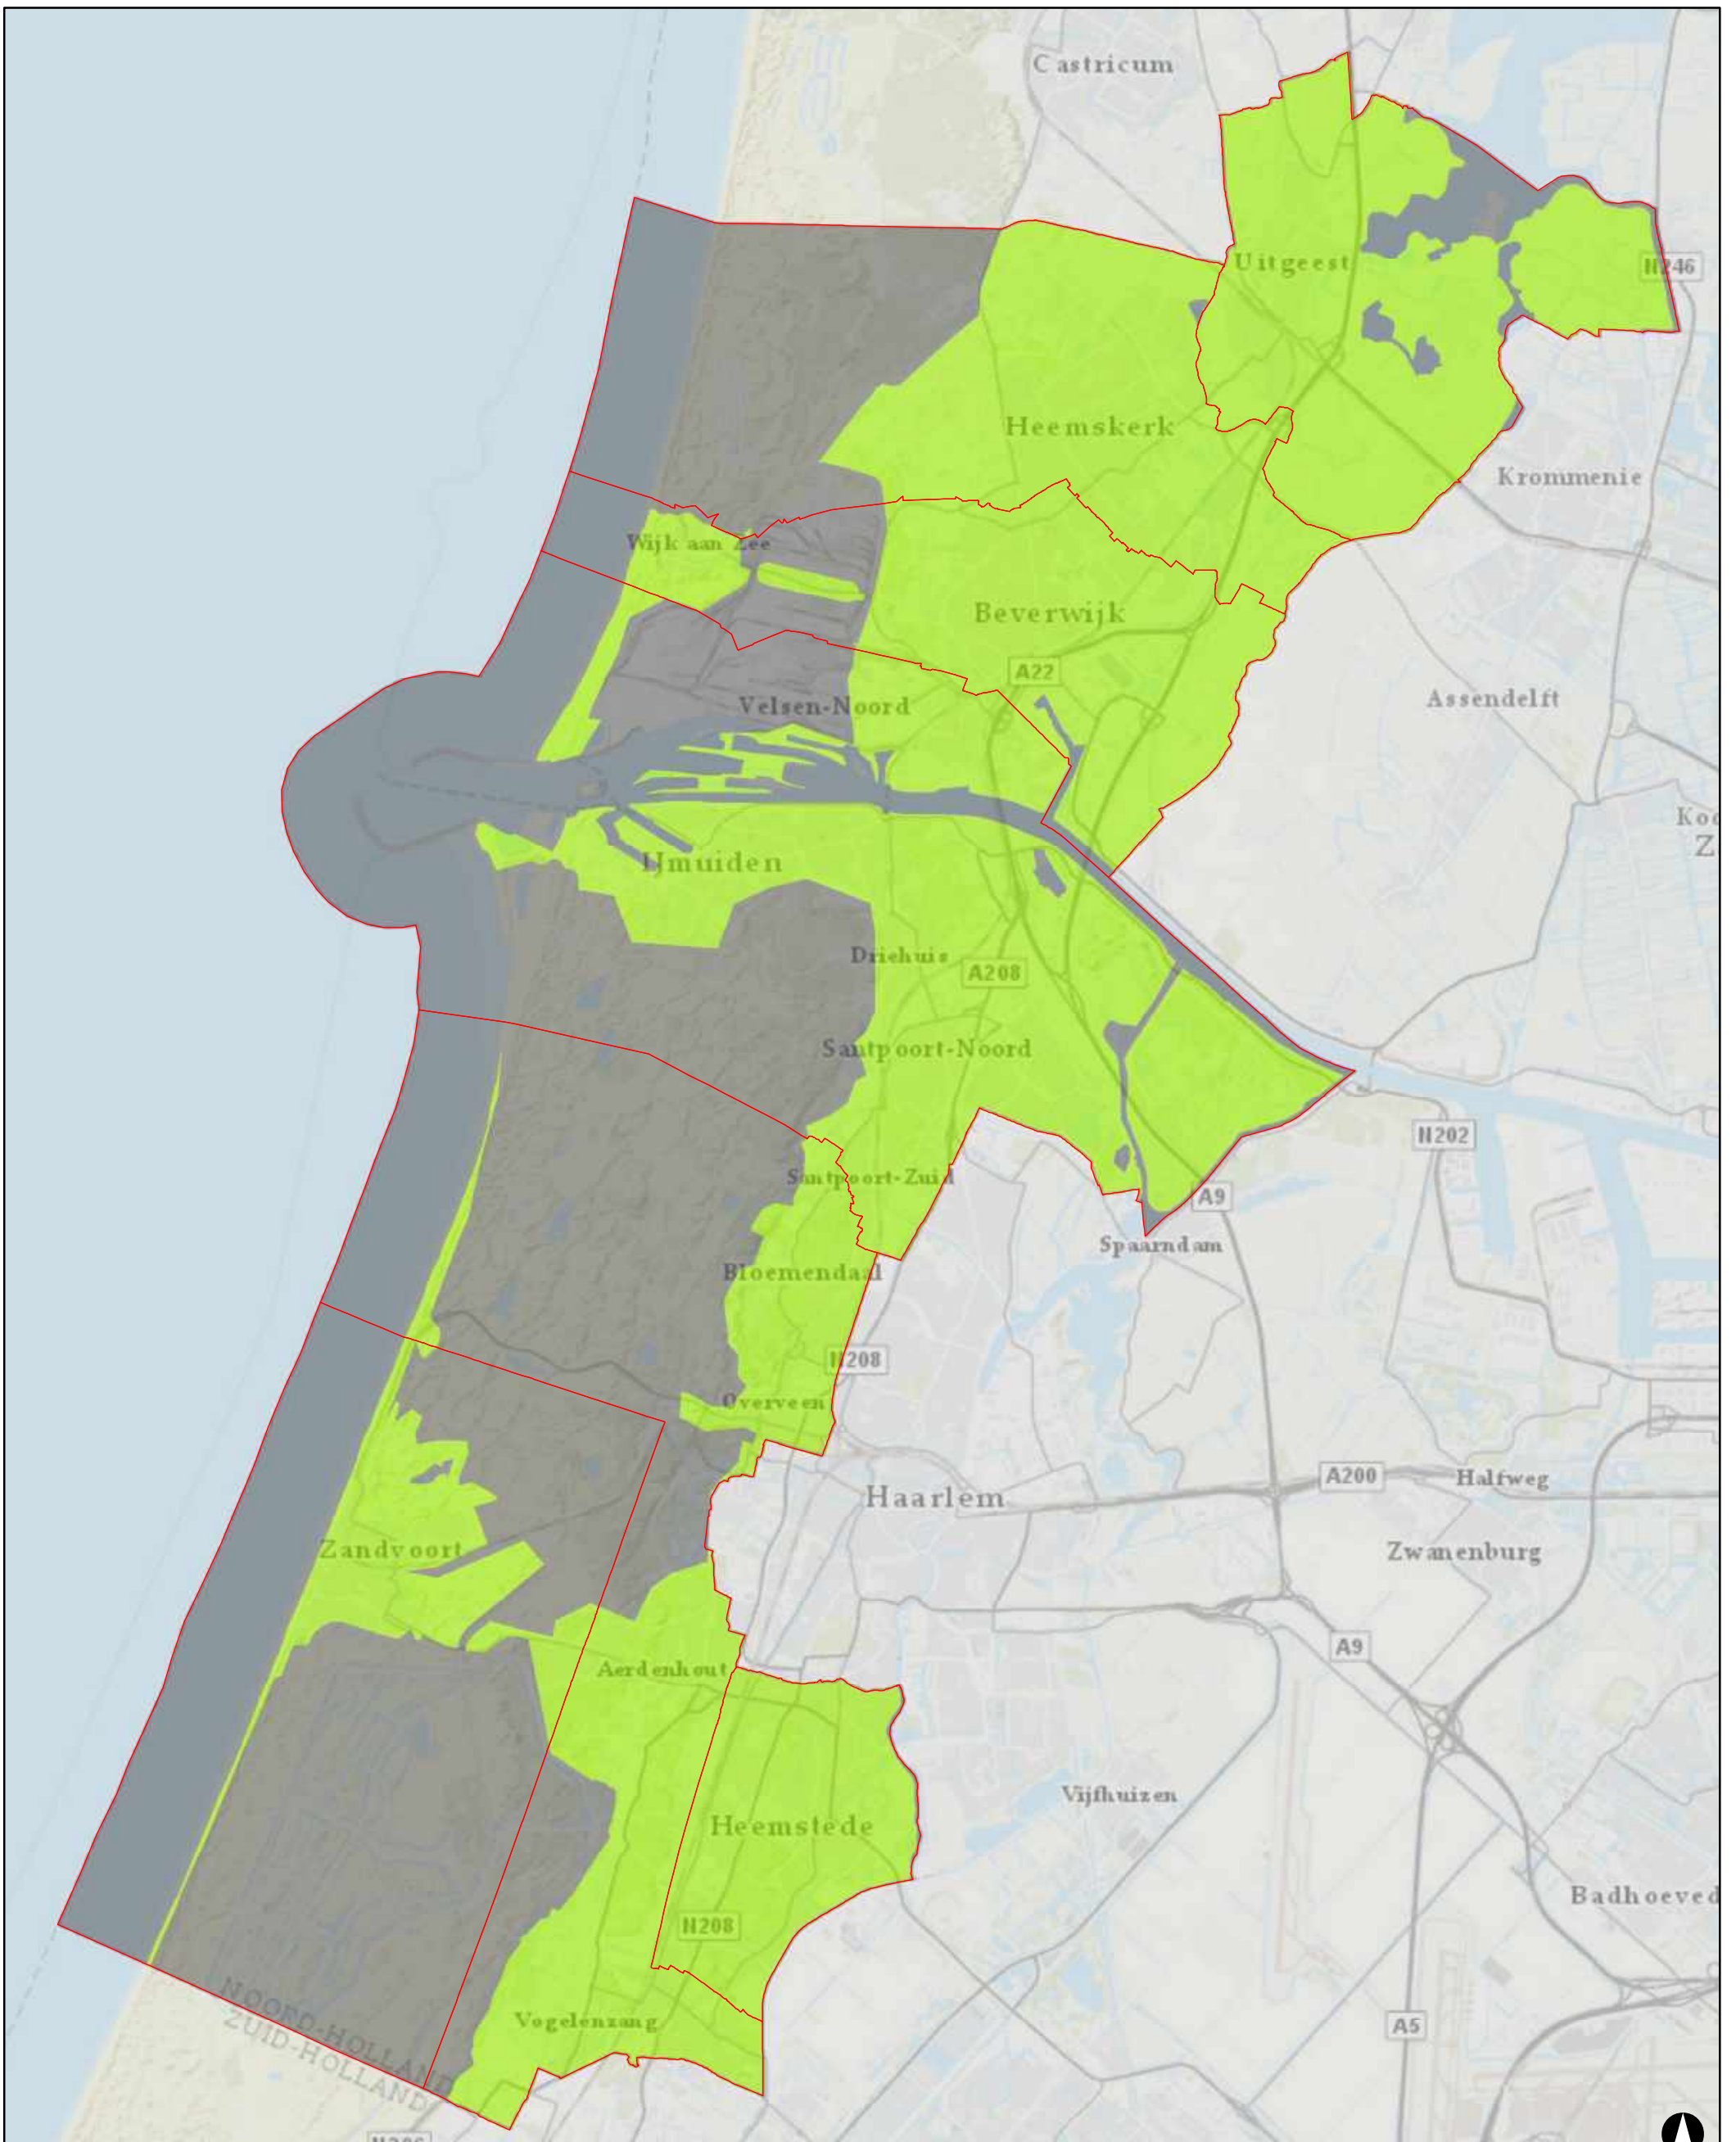 Castricum
Uitgeest
N246
Heemskerk
Krommenie
Wijk aan Zee
Beverwijk
A22
Assendelft
Velsen-Noord
Koo
Z
IJmuiden
Driehuis
A208
Santpoort-Noord
N202
Santpoort-Zuid
A9
Spaarndam
Bloemendaal
N208
Overveen
A200
Halfweg
Haarlem
Zandvoort
Zwanenburg
A9
Aerdenhout
Vijfhuizen
Heemstede
Badhoeved
N208
NOORD-HOLLAND
ZUID-HOLLAND
Vogelenzang
A5